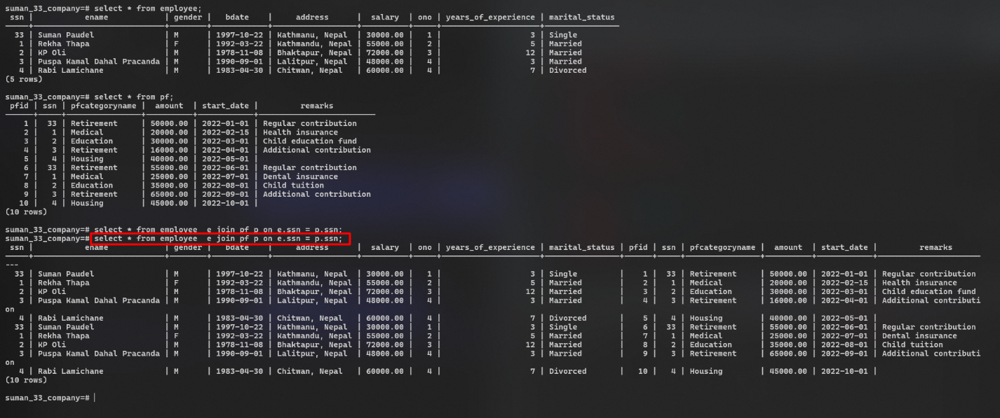 suman_33_company=# select * from employee;
 ssn |          ename          | gender |   bdate    |     address      |  salary  | ono | years_of_experience | marital_status
-----+-------------------------+--------+------------+------------------+----------+-----+---------------------+----------------
  33 | Suman Paudel            | M      | 1997-10-22 | Kathmanu, Nepal  | 30000.00 |   1 |                   3 | Single
   1 | Rekha Thapa             | F      | 1992-03-22 | Kathmandu, Nepal | 55000.00 |   2 |                   5 | Married
   2 | KP Oli                  | M      | 1978-11-08 | Bhaktapur, Nepal | 72000.00 |   3 |                  12 | Married
   3 | Puspa Kamal Dahal Pracanda | M      | 1990-09-01 | Lalitpur, Nepal  | 48000.00 |   4 |                   3 | Married
   4 | Rabi Lamichane          | M      | 1983-04-30 | Chitwan, Nepal   | 60000.00 |   4 |                   7 | Divorced
(5 rows)
suman_33_company=# select * from pf;
 pfid | ssn | pfcategoryname |  amount  | start_date |        remarks
------+-----+----------------+----------+------------+-------------------------
    1 |  33 | Retirement     | 50000.00 | 2022-01-01 | Regular contribution
    2 |   1 | Medical        | 20000.00 | 2022-02-15 | Health insurance
    3 |   2 | Education      | 30000.00 | 2022-03-01 | Child education fund
    4 |   3 | Retirement     | 16000.00 | 2022-04-01 | Additional contribution
    5 |   4 | Housing        | 40000.00 | 2022-05-01 |
    6 |  33 | Retirement     | 55000.00 | 2022-06-01 | Regular contribution
    7 |   1 | Medical        | 25000.00 | 2022-07-01 | Dental insurance
    8 |   2 | Education      | 35000.00 | 2022-08-01 | Child tuition
    9 |   3 | Retirement     | 65000.00 | 2022-09-01 | Additional contribution
   10 |   4 | Housing        | 45000.00 | 2022-10-01 |
(10 rows)
suman_33_company=# select * from employee  e join pf p on e.ssn = p.ssn;
suman_33_company=# select * from employee  e join pf p on e.ssn = p.ssn;
 ssn |          ename          | gender |   bdate    |     address      |  salary  | ono | years_of_experience | marital_status | pfid | ssn | pfcategoryname |  amount  | start_date |        remarks
-----+-------------------------+--------+------------+------------------+----------+-----+---------------------+----------------+------+-----+----------------+----------+------------+----------------------
---
  33 | Suman Paudel            | M      | 1997-10-22 | Kathmanu, Nepal  | 30000.00 |   1 |                   3 | Single         |    1 |  33 | Retirement     | 50000.00 | 2022-01-01 | Regular contribution
   1 | Rekha Thapa             | F      | 1992-03-22 | Kathmandu, Nepal | 55000.00 |   2 |                   5 | Married        |    2 |   1 | Medical        | 20000.00 | 2022-02-15 | Health insurance
   2 | KP Oli                  | M      | 1978-11-08 | Bhaktapur, Nepal | 72000.00 |   3 |                  12 | Married        |    3 |   2 | Education      | 30000.00 | 2022-03-01 | Child education fund
   3 | Puspa Kamal Dahal Pracanda | M      | 1990-09-01 | Lalitpur, Nepal  | 48000.00 |   4 |                   3 | Married        |    4 |   3 | Retirement     | 16000.00 | 2022-04-01 | Additional contributi
on
   4 | Rabi Lamichane          | M      | 1983-04-30 | Chitwan, Nepal   | 60000.00 |   4 |                   7 | Divorced       |    5 |   4 | Housing        | 40000.00 | 2022-05-01 |
  33 | Suman Paudel            | M      | 1997-10-22 | Kathmanu, Nepal  | 30000.00 |   1 |                   3 | Single         |    6 |  33 | Retirement     | 55000.00 | 2022-06-01 | Regular contribution
   1 | Rekha Thapa             | F      | 1992-03-22 | Kathmandu, Nepal | 55000.00 |   2 |                   5 | Married        |    7 |   1 | Medical        | 25000.00 | 2022-07-01 | Dental insurance
   2 | KP Oli                  | M      | 1978-11-08 | Bhaktapur, Nepal | 72000.00 |   3 |                  12 | Married        |    8 |   2 | Education      | 35000.00 | 2022-08-01 | Child tuition
   3 | Puspa Kamal Dahal Pracanda | M      | 1990-09-01 | Lalitpur, Nepal  | 48000.00 |   4 |                   3 | Married        |    9 |   3 | Retirement     | 65000.00 | 2022-09-01 | Additional contributi
on
   4 | Rabi Lamichane          | M      | 1983-04-30 | Chitwan, Nepal   | 60000.00 |   4 |                   7 | Divorced       |   10 |   4 | Housing        | 45000.00 | 2022-10-01 |
(10 rows)
suman_33_company=#